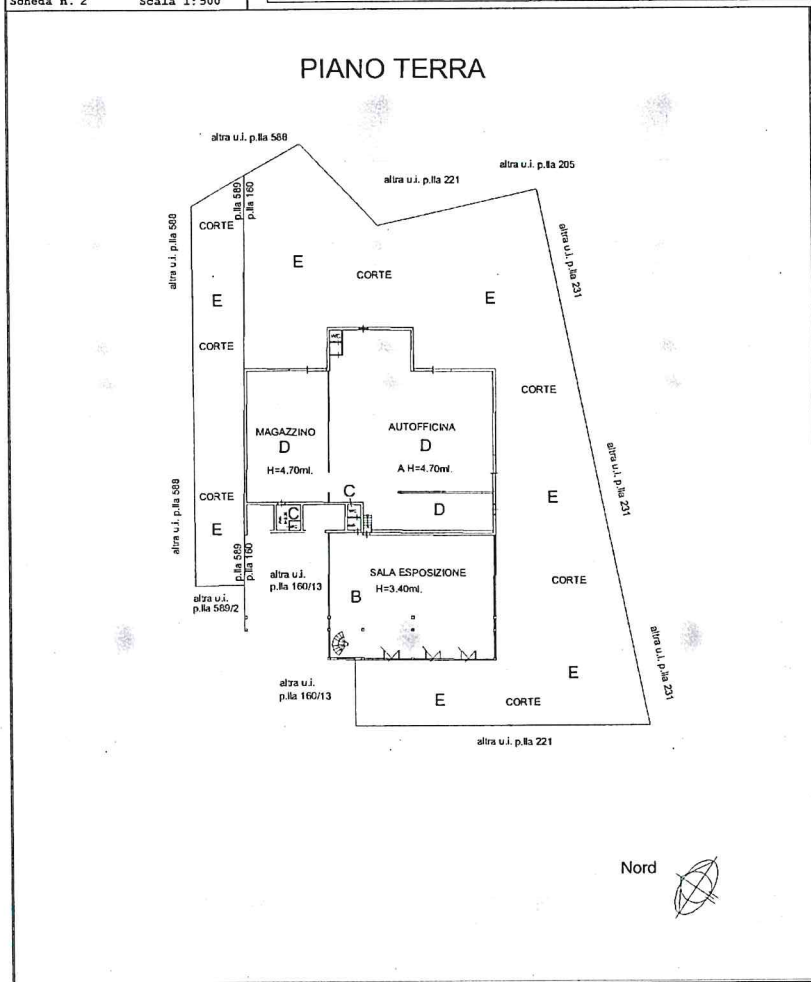 Scheda n. 2 Scala 1:500
PIANO TERRA
altra u.i. p.lla 588
altra u.i. p.lla 221
altra u.i. p.lla 205
p.lla 589
p.lla 160
altra u.i. p.lla 588
CORTE
E
CORTE
E
E
CORTE
altra u.i. p.lla 231
WC
CORTE
MAGAZZINO
D
H=4.70ml.
AUTOFFICINA
D
A H=4.70ml.
altra u.i. p.lla 231
CORTE
E
altra u.i. p.lla 588
C
C
D
E
p.lla 589
p.lla 160
altra u.i.
p.lla 589/2
altra u.i.
p.lla 160/13
SALA ESPOSIZIONE
H=3.40ml.
B
CORTE
altra u.i. p.lla 231
altra u.i.
p.lla 160/13
E
CORTE
E
altra u.i. p.lla 221
Nord